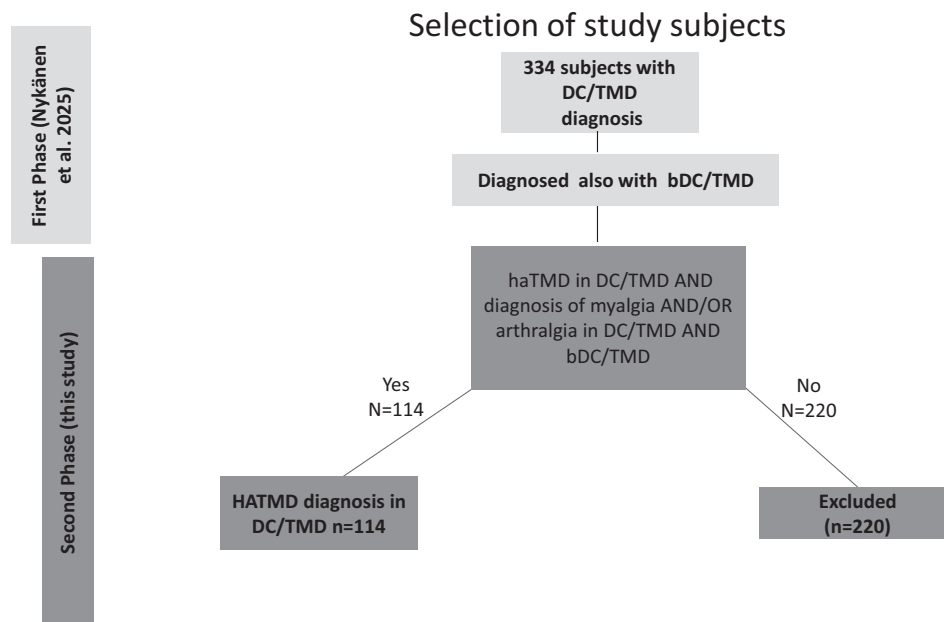 Selection of study subjects
First Phase (Nykänen
et al. 2025)
334 subjects with
DC/TMD
diagnosis
Diagnosed also with bDC/TMD
Second Phase (this study)
haTMD in DC/TMD AND
diagnosis of myalgia AND/OR
arthralgia in DC/TMD AND
bDC/TMD
Yes
N=114
No
N=220
HATMD diagnosis in
DC/TMD n=114
Excluded
(n=220)